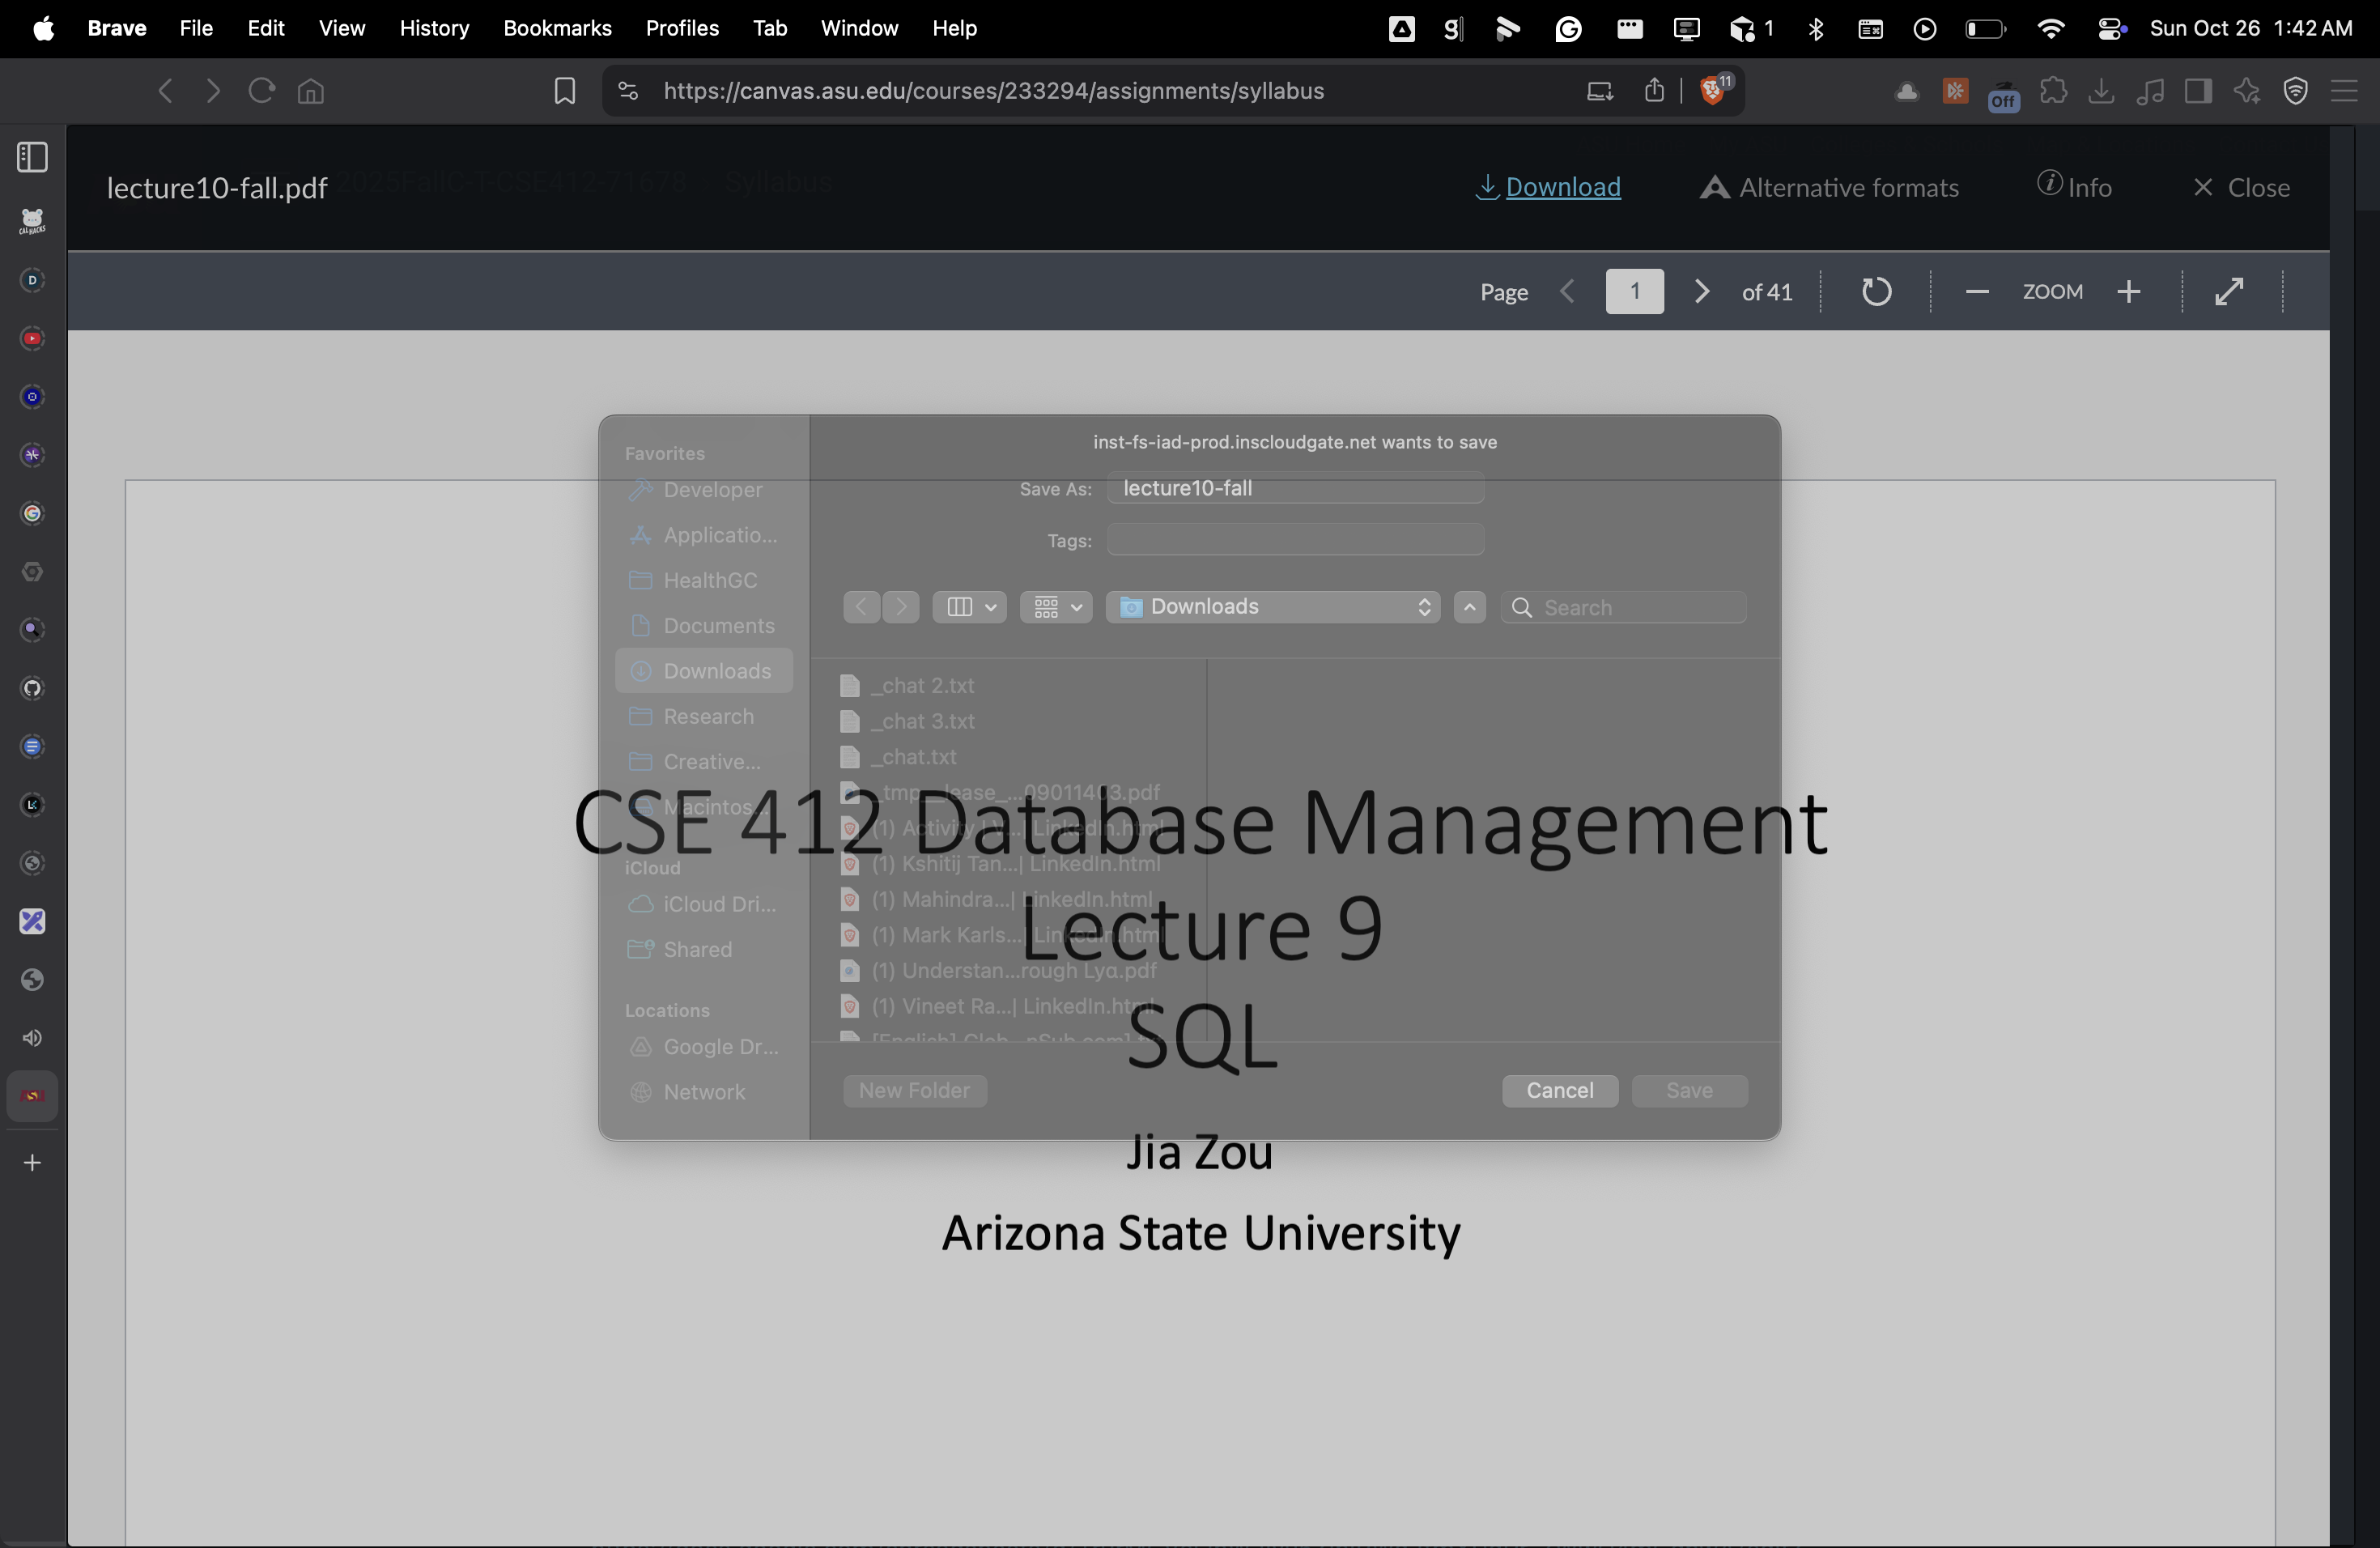 Brave File Edit View History Bookmarks Profiles Tab Window Help 1 Sun Oct 26 1:42 AM
https://canvas.asu.edu/courses/233294/assignments/syllabus 11 Off
lecture10-fall.pdf 2025FallC-T-CSE412-71678 Syllabus Download Alternative formats Info Close
Page 1 of 41 ZOOM
inst-fs-iad-prod.inscloudgate.net wants to save
Save As: lecture10-fall
Tags:
Downloads Search
Favorites
Developer
Applicatio...
HealthGC
Documents
Downloads
Research
Creative...
Macintos...
iCloud
iCloud Dri...
Shared
Locations
Google Dr...
Network
_chat 2.txt
_chat 3.txt
_chat.txt
_tmp_lease_...09011403.pdf
(1) Activity | V...| LinkedIn.html
(1) Kshitij Tan...| LinkedIn.html
(1) Mahindra...| LinkedIn.html
(1) Mark Karls...| LinkedIn.html
(1) Understan...rough Lya.pdf
(1) Vineet Ra...| LinkedIn.html
New Folder Cancel Save
CSE 412 Database Management
Lecture 9
SQL
Jia Zou
Arizona State University